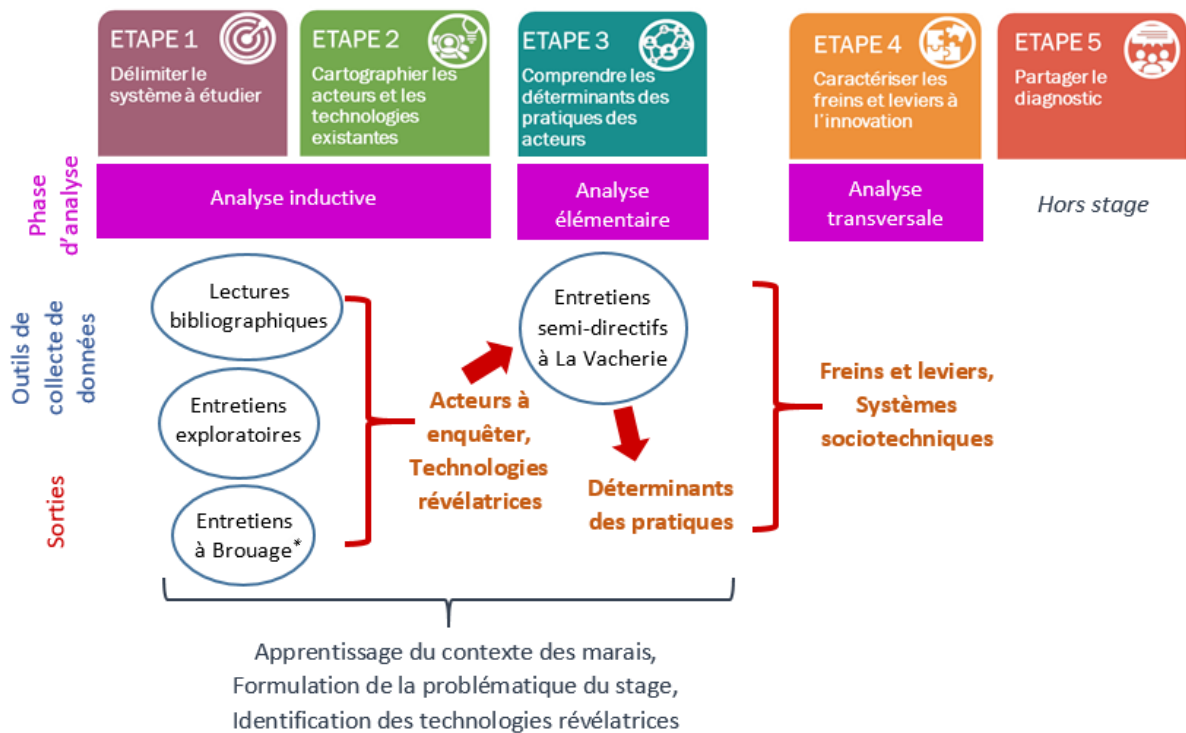 ETAPE 1
Délimiter le
système à étudier
ETAPE 2
Cartographier les
acteurs et les
technologies
existantes
ETAPE 3
Comprendre les
déterminants des
pratiques des
acteurs
ETAPE 4
Caractériser les
freins et leviers à
l’innovation
ETAPE 5
Partager le
diagnostic
Phase
d’analyse
Analyse inductive
Analyse
élémentaire
Analyse
transversale
Hors stage
Outils de
collecte de
données
Lectures
bibliographiques
Entretiens
exploratoires
Entretiens
à Brouage*
Acteurs à
enquêter,
Technologies
révélatrices
Entretiens
semi-directifs
à La Vacherie
Déterminants
des pratiques
Freins et leviers,
Systèmes
sociotechniques
Sorties
Apprentissage du contexte des marais,
Formulation de la problématique du stage,
Identification des technologies révélatrices